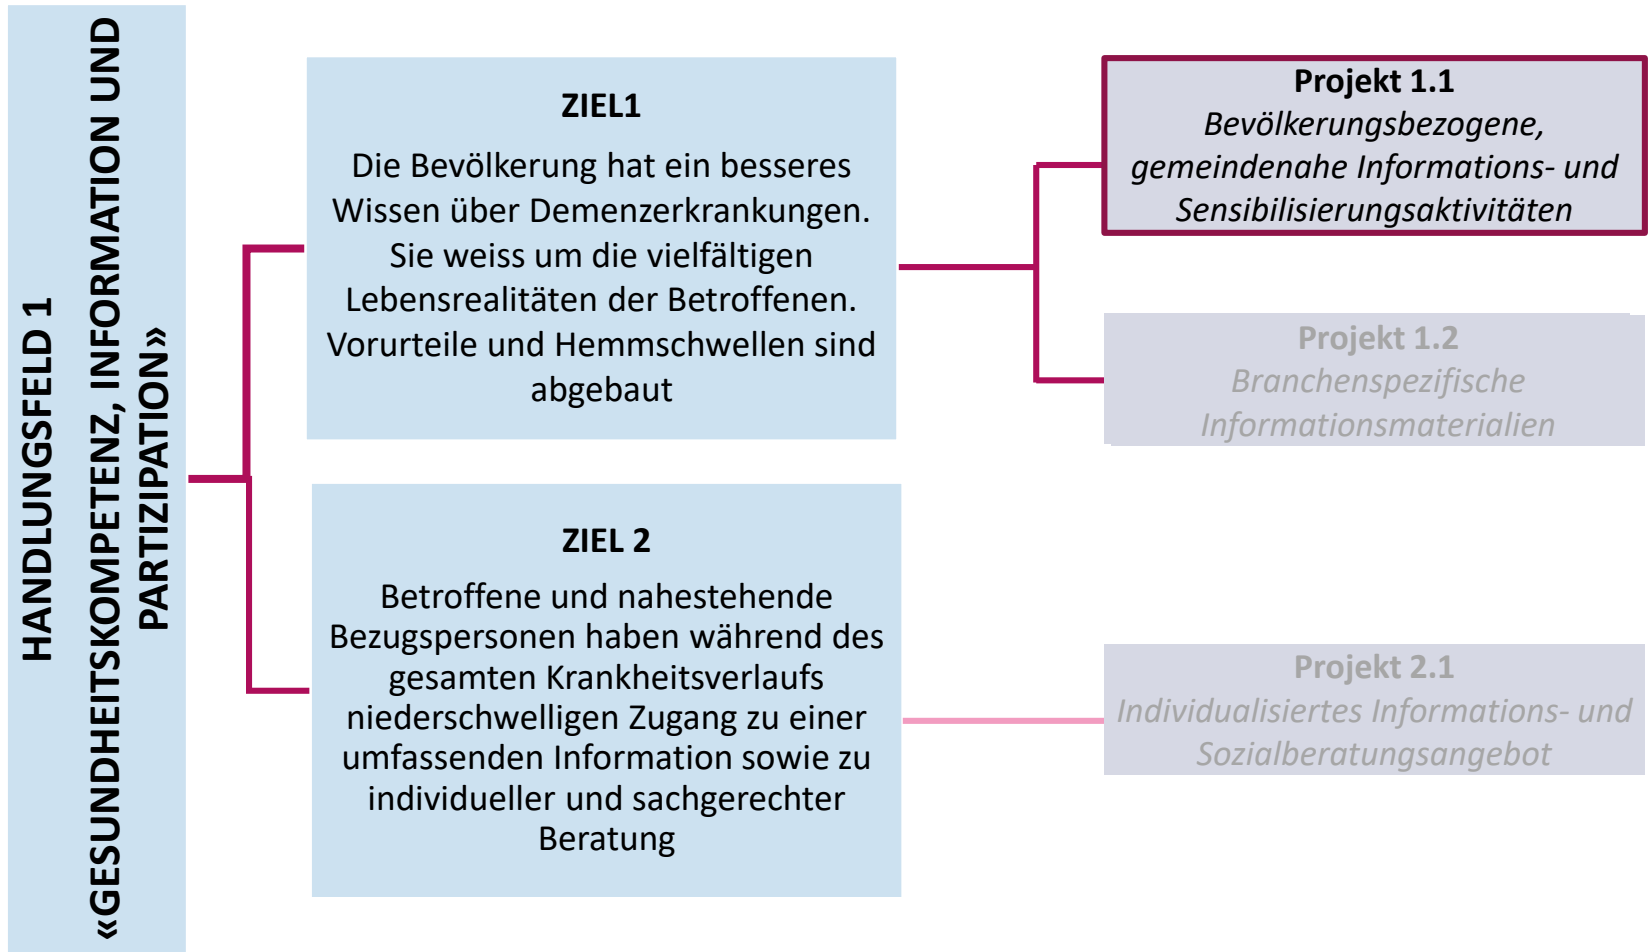 HANDLUNGSFELD 1
«GESUNDHEITSKOMPETENZ, INFORMATION UND
PARTIZIPATION»
ZIEL1
Die Bevölkerung hat ein besseres
Wissen über Demenzerkrankungen.
Sie weiss um die vielfältigen
Lebensrealitäten der Betroffenen.
Vorurteile und Hemmschwellen sind
abgebaut
ZIEL 2
Betroffene und nahestehende
Bezugspersonen haben während des
gesamten Krankheitsverlaufs
niederschwelligen Zugang zu einer
umfassenden Information sowie zu
individueller und sachgerechter
Beratung
Projekt 1.1
Bevölkerungsbezogene,
gemeindenahe Informations- und
Sensibilisierungsaktivitäten
Projekt 1.2
Branchenspezifische
Informationsmaterialien
Projekt 2.1
Individualisiertes Informations- und
Sozialberatungsangebot